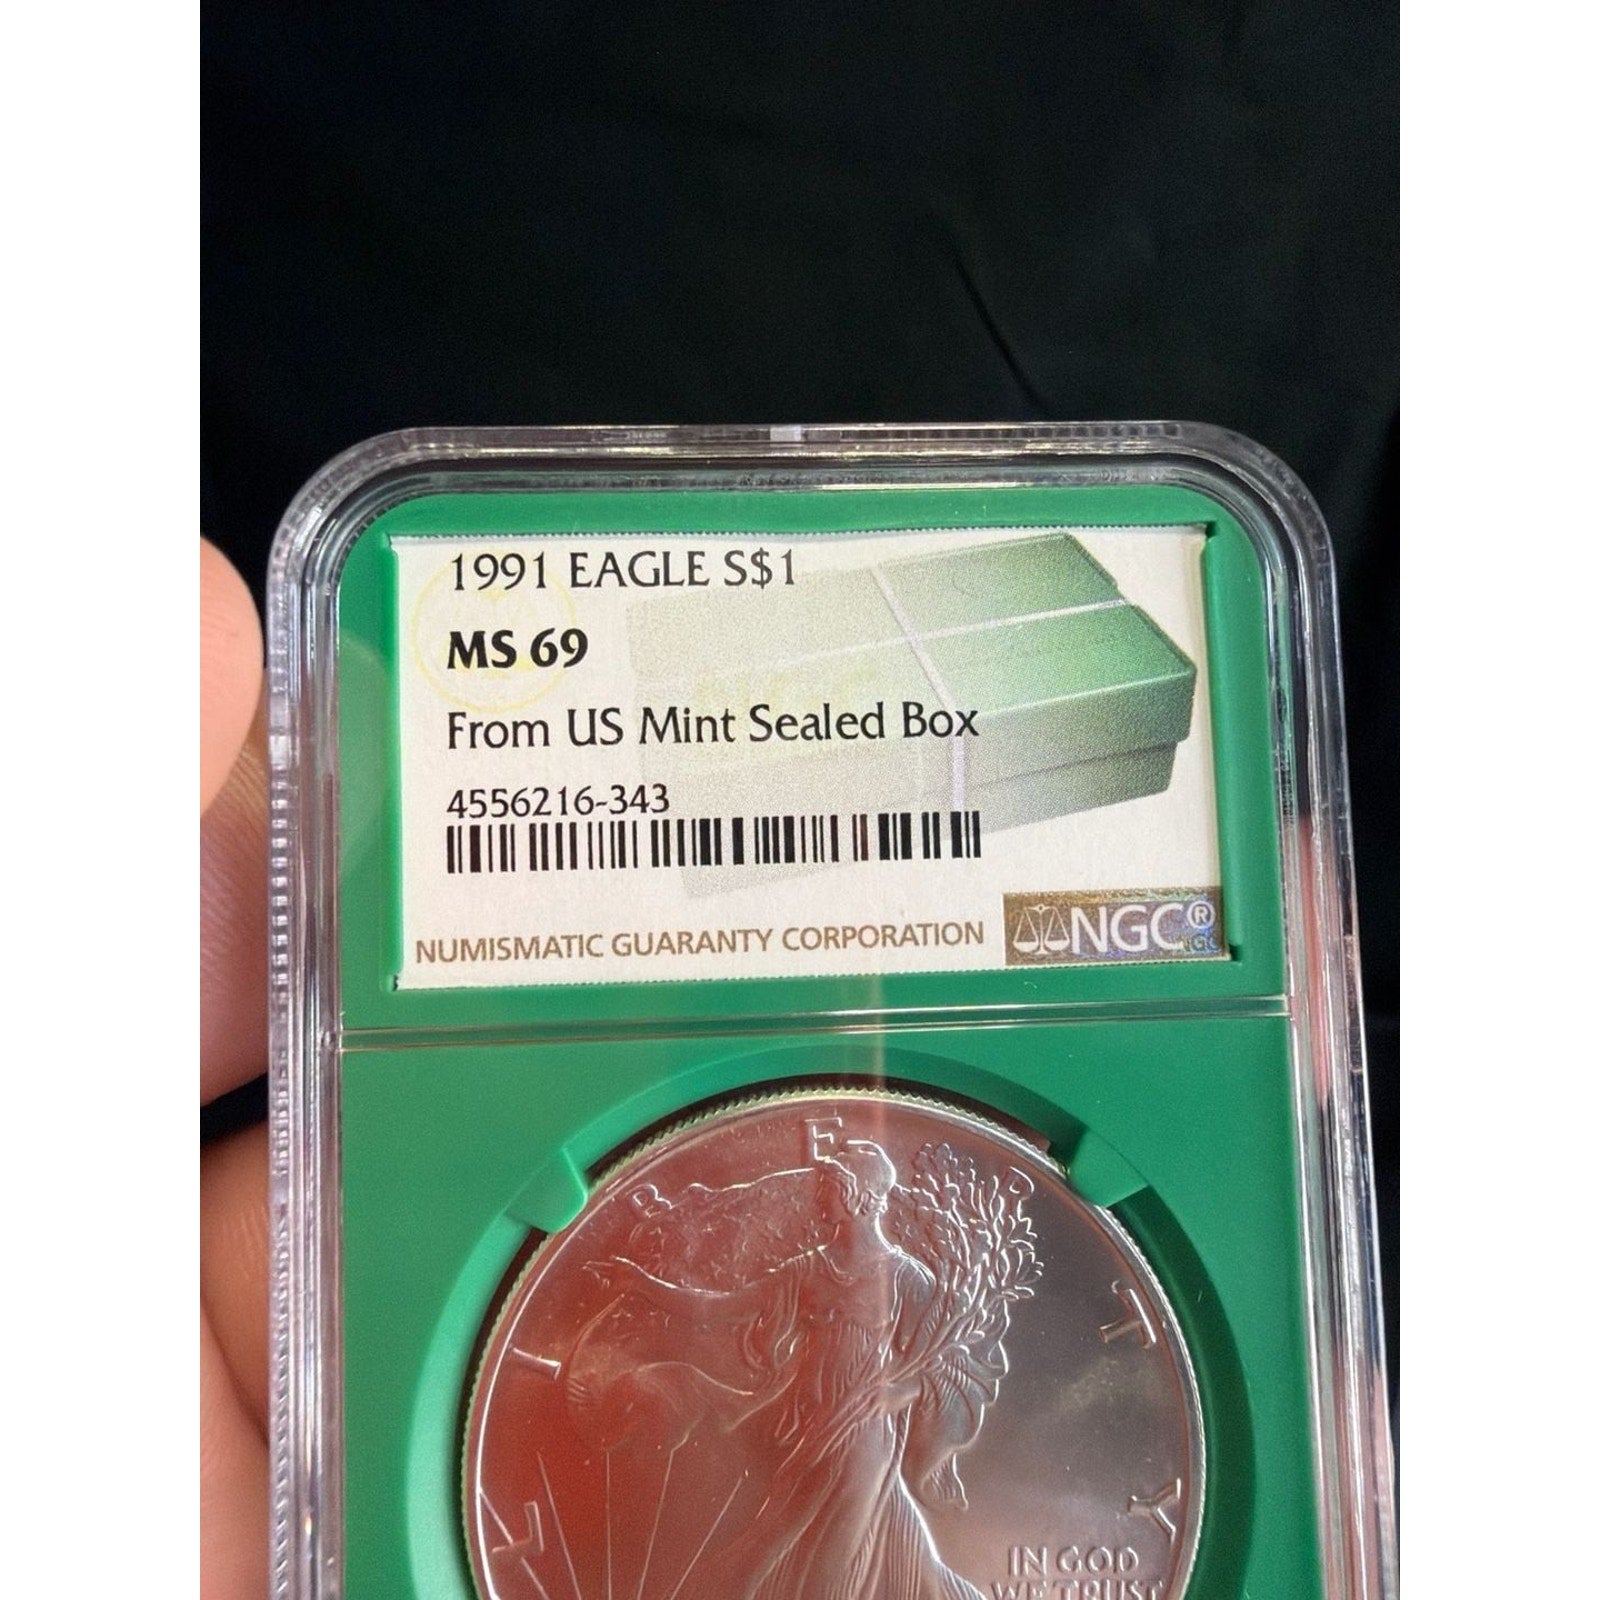 1991 EAGLE S$1
MS 69
From US Mint Sealed Box
4556216-343
NUMISMATIC GUARANTY CORPORATION
NGC®
NGC
LIBERTY
IN GOD
WE TRUST